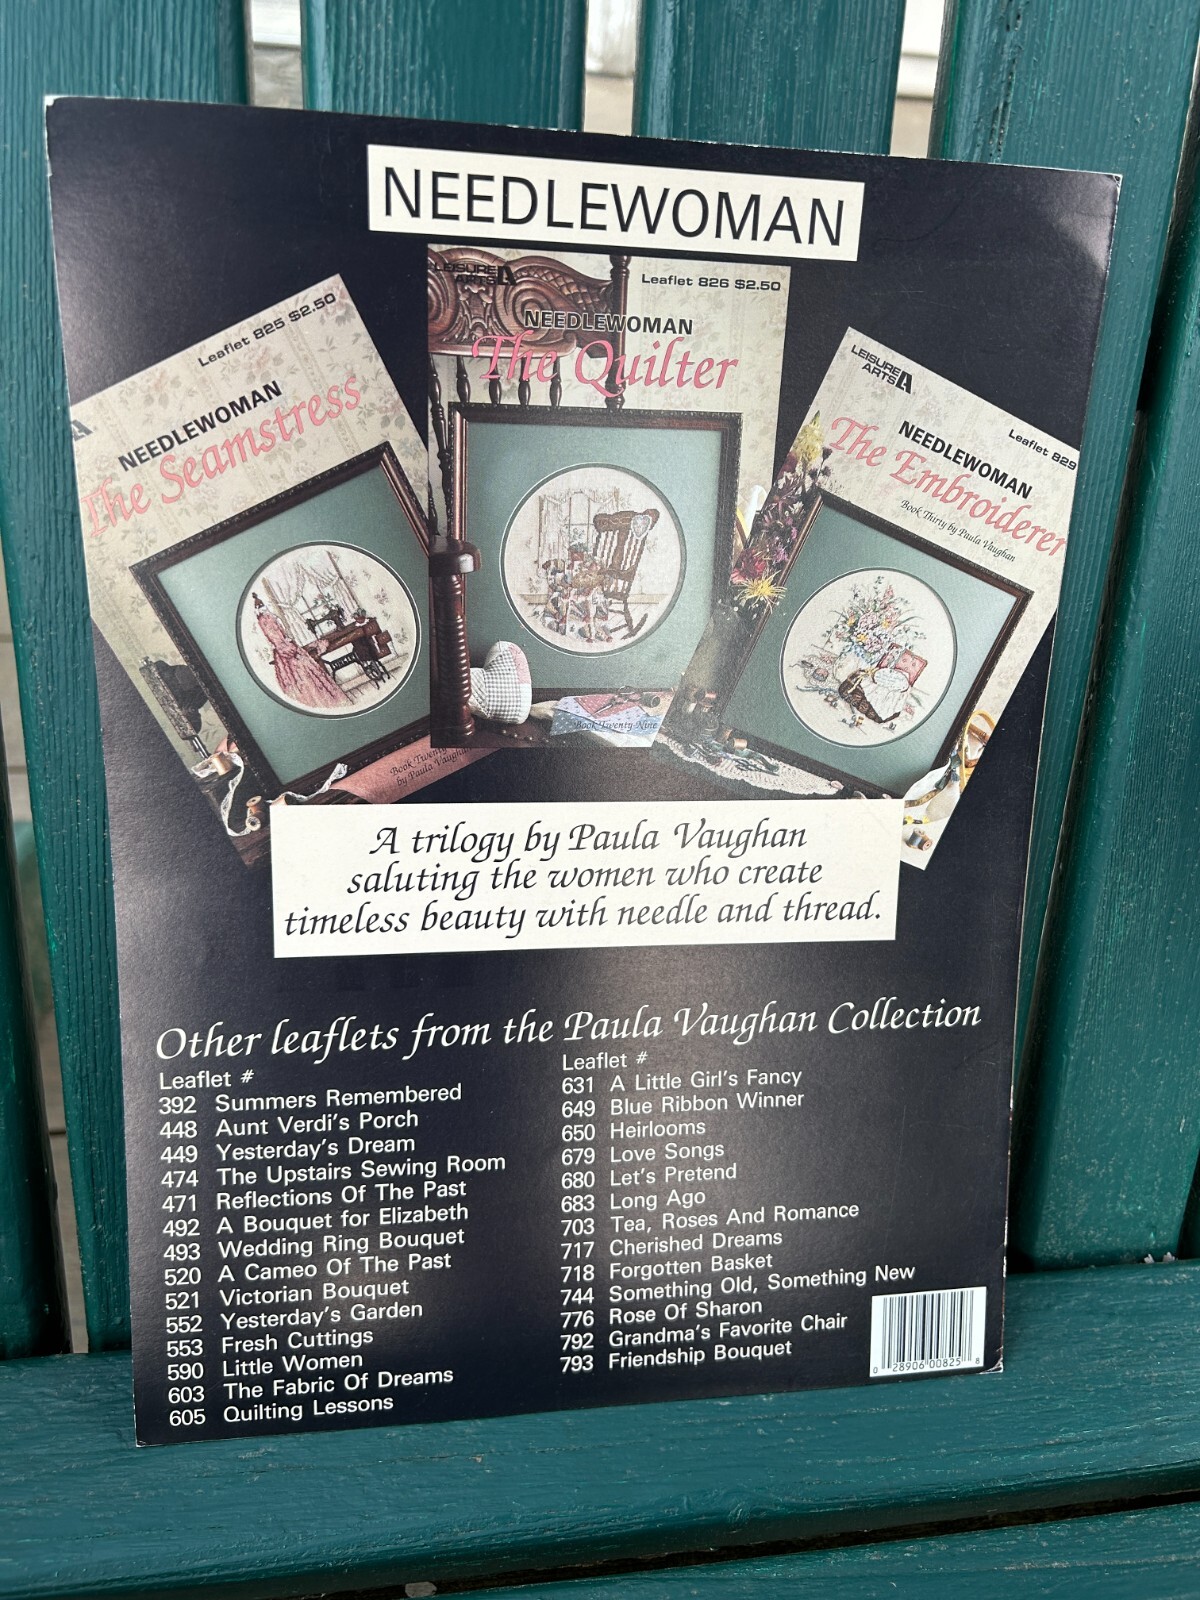 NEEDLEWOMAN
Leaflet 825 $2.50
NEEDLEWOMAN
The Seamstress
Book Twenty
by Paula Vaughan
LEISURE
ARTS
Leaflet 826 $2.50
NEEDLEWOMAN
The Quilter
Book Twenty-Nine
LEISURE
ARTS
Leaflet 829
NEEDLEWOMAN
The Embroiderer
Book Thirty by Paula Vaughan
A trilogy by Paula Vaughan
saluting the women who create
timeless beauty with needle and thread.
Other leaflets from the Paula Vaughan Collection
Leaflet #
392 Summers Remembered
448 Aunt Verdi's Porch
449 Yesterday's Dream
474 The Upstairs Sewing Room
471 Reflections Of The Past
492 A Bouquet for Elizabeth
493 Wedding Ring Bouquet
520 A Cameo Of The Past
521 Victorian Bouquet
552 Yesterday's Garden
553 Fresh Cuttings
590 Little Women
603 The Fabric Of Dreams
605 Quilting Lessons
Leaflet #
631 A Little Girl's Fancy
649 Blue Ribbon Winner
650 Heirlooms
679 Love Songs
680 Let's Pretend
683 Long Ago
703 Tea, Roses And Romance
717 Cherished Dreams
718 Forgotten Basket
744 Something Old, Something New
776 Rose Of Sharon
792 Grandma's Favorite Chair
793 Friendship Bouquet
0 28906 00825 8